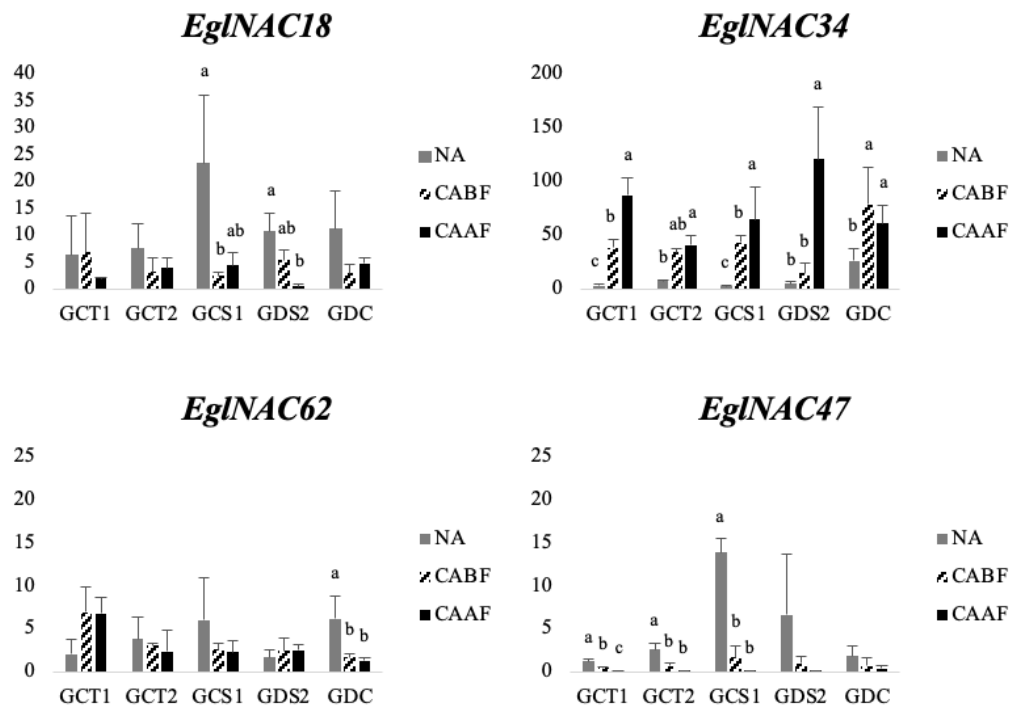 EglNAC18
40
35
30
25
20
15
10
5
0
a
b
ab
a
ab
b
GCT1 GCT2 GCS1 GDS2 GDC
NA
CABF
CAAF
EglNAC34
200
150
100
50
0
c
b
a
b
ab
a
c
b
a
b
b
a
b
a
a
GCT1 GCT2 GCS1 GDS2 GDC
NA
CABF
CAAF
EglNAC62
25
20
15
10
5
0
a
b
b
GCT1 GCT2 GCS1 GDS2 GDC
NA
CABF
CAAF
EglNAC47
25
20
15
10
5
0
a
b
c
a
b
b
a
b
b
GCT1 GCT2 GCS1 GDS2 GDC
NA
CABF
CAAF